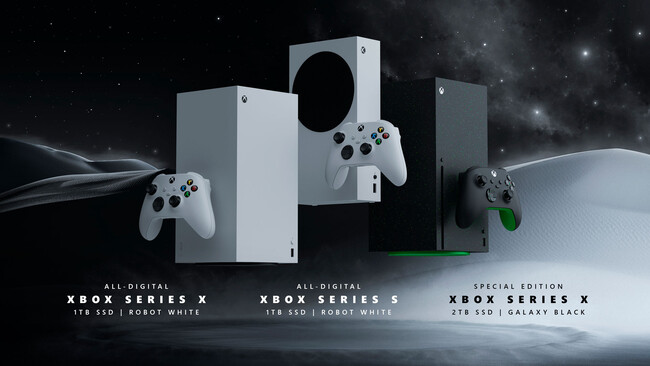 ALL-DIGITAL
XBOX SERIES X
1TB SSD | ROBOT WHITE
ALL-DIGITAL
XBOX SERIES S
1TB SSD | ROBOT WHITE
SPECIAL EDITION
XBOX SERIES X
2TB SSD | GALAXY BLACK